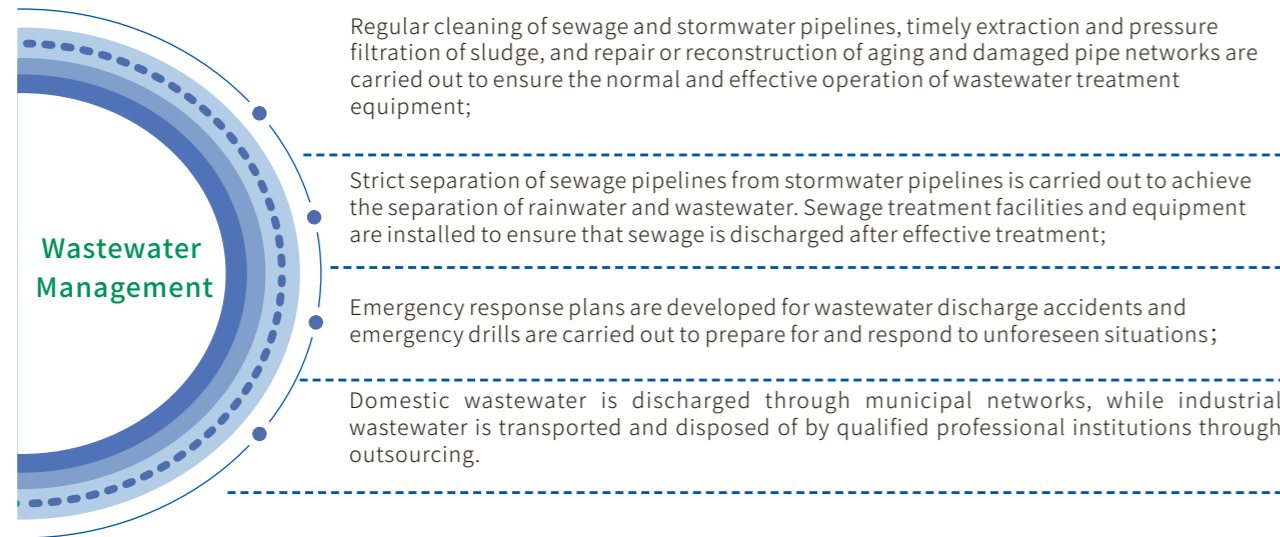 Wastewater
Management
Regular cleaning of sewage and stormwater pipelines, timely extraction and pressure
filtration of sludge, and repair or reconstruction of aging and damaged pipe networks are
carried out to ensure the normal and effective operation of wastewater treatment
equipment;
Strict separation of sewage pipelines from stormwater pipelines is carried out to achieve
the separation of rainwater and wastewater. Sewage treatment facilities and equipment
are installed to ensure that sewage is discharged after effective treatment;
Emergency response plans are developed for wastewater discharge accidents and
emergency drills are carried out to prepare for and respond to unforeseen situations；
Domestic wastewater is discharged through municipal networks, while industrial
wastewater is transported and disposed of by qualified professional institutions through
outsourcing.